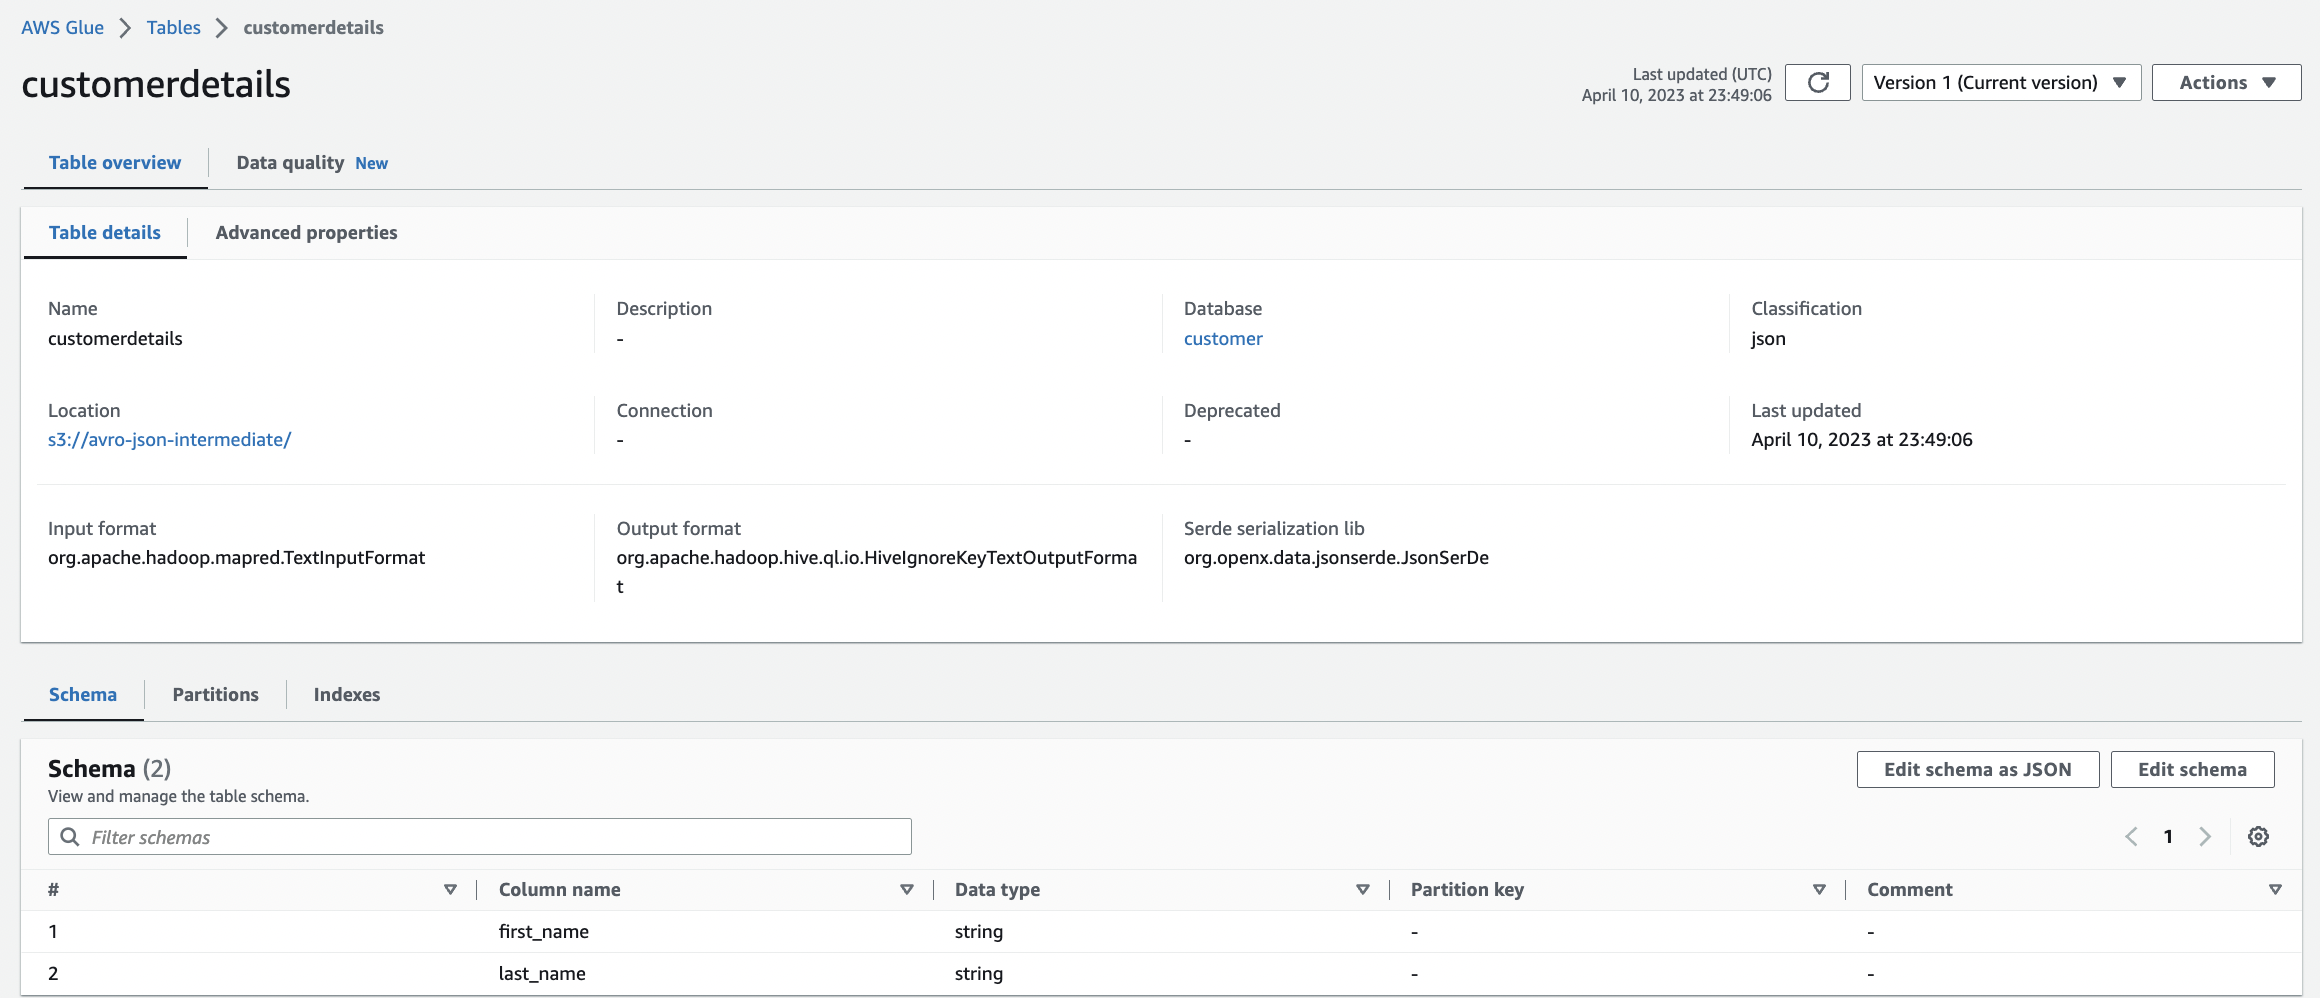 AWS Glue > Tables > customerdetails
customerdetails
Last updated (UTC)
April 10, 2023 at 23:49:06
Version 1 (Current version)
Actions
Table overview
Data quality New
Table details
Advanced properties
Name
customerdetails
Description
-
Database
customer
Classification
json
Location
s3://avro-json-intermediate/
Connection
-
Deprecated
-
Last updated
April 10, 2023 at 23:49:06
Input format
org.apache.hadoop.mapred.TextInputFormat
Output format
org.apache.hadoop.hive.ql.io.HiveIgnoreKeyTextOutputForma
t
Serde serialization lib
org.openx.data.jsonserde.JsonSerDe
Schema
Partitions
Indexes
Schema (2)
View and manage the table schema.
Edit schema as JSON
Edit schema
Filter schemas
1
# Column name Data type Partition key Comment
1 first_name string - -
2 last_name string - -